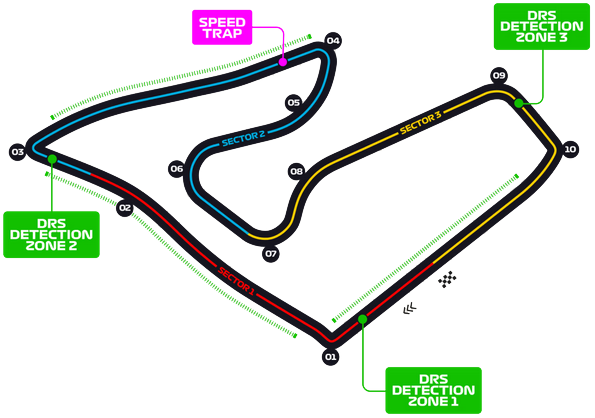 SPEED
TRAP
04
DRS
DETECTION
ZONE 3
09
05
SECTOR 2
SECTOR 3
03
06
08
10
02
DRS
DETECTION
ZONE 2
07
SECTOR 1
01
DRS
DETECTION
ZONE 1